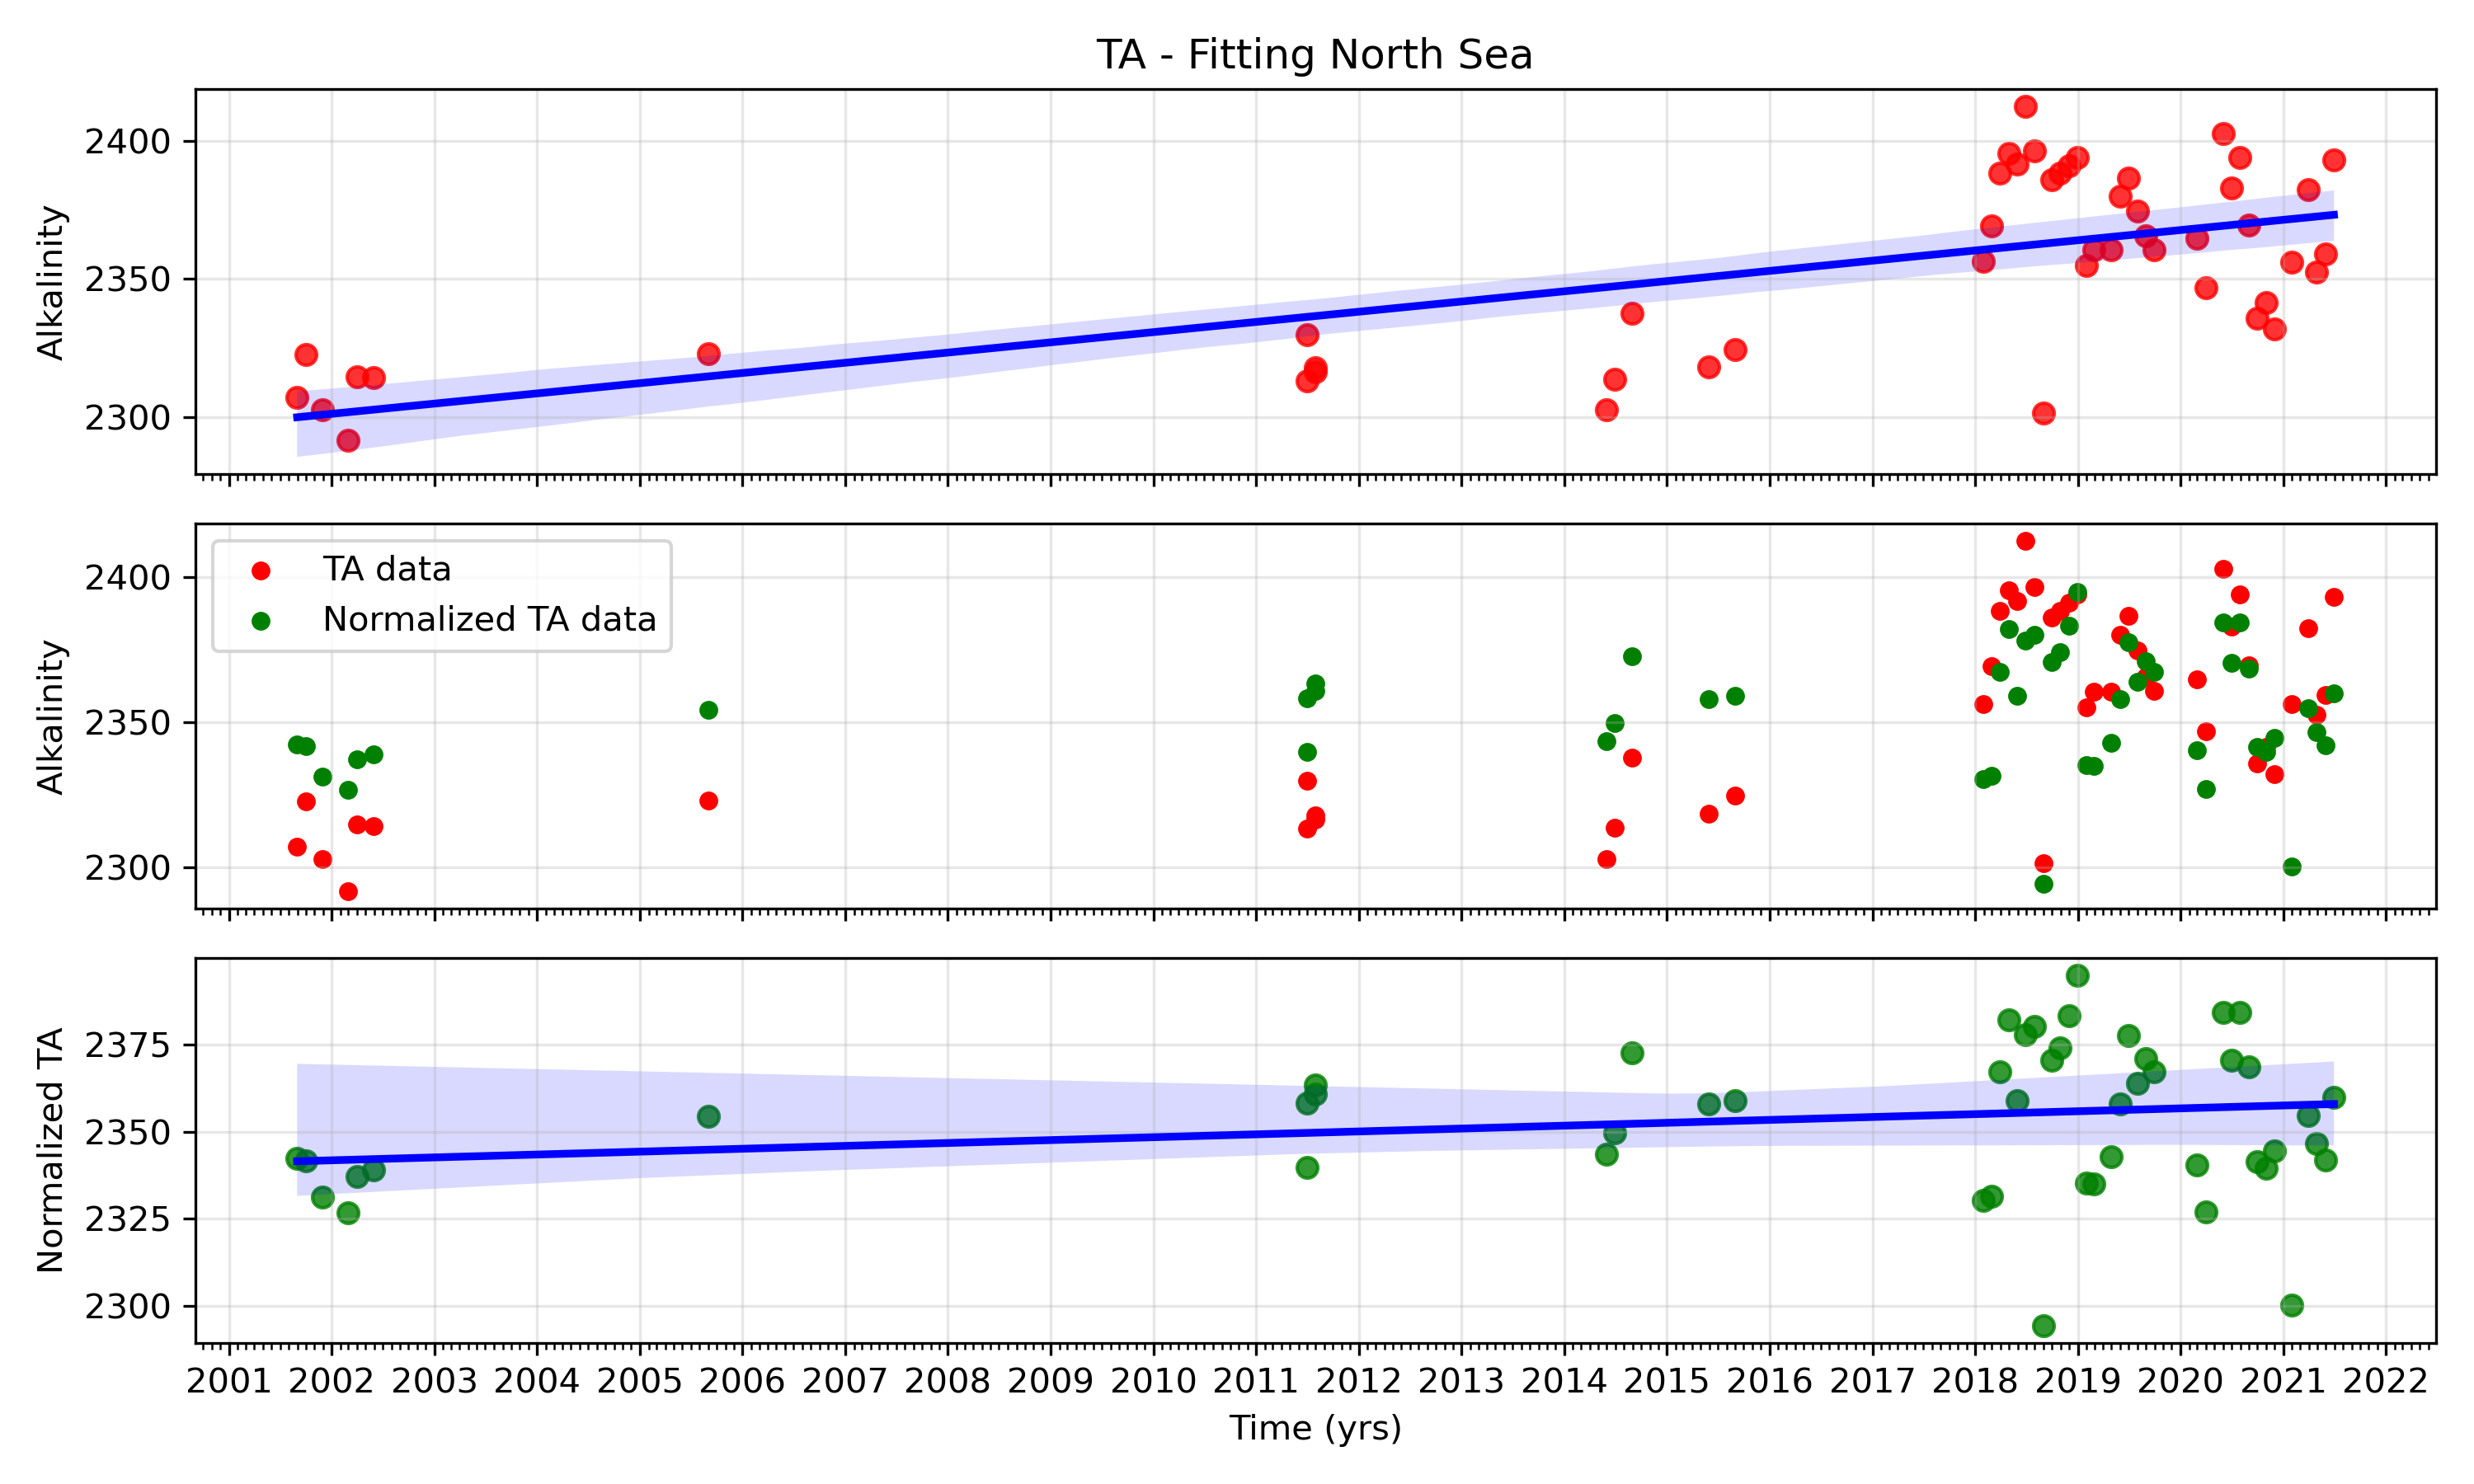 TA - Fitting North Sea
Alkalinity
2400
2350
2300
Alkalinity
2400
2350
2300
TA data
Normalized TA data
Normalized TA
2375
2350
2325
2300
2001 2002 2003 2004 2005 2006 2007 2008 2009 2010 2011 2012 2013 2014 2015 2016 2017 2018 2019 2020 2021 2022
Time (yrs)